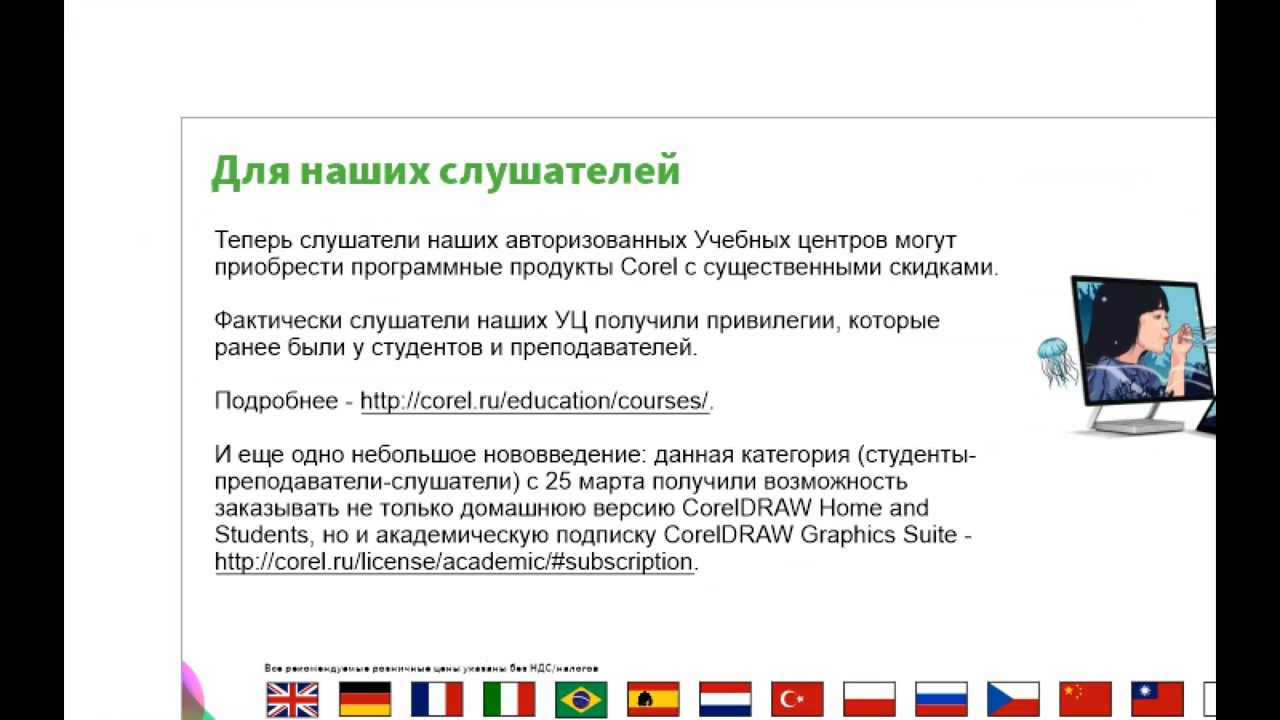 Для наших слушателей
Теперь слушатели наших авторизованных Учебных центров могут
приобрести программные продукты Corel с существенными скидками.
Фактически слушатели наших УЦ получили привилегии, которые
ранее были у студентов и преподавателей.
Подробнее - http://corel.ru/education/courses/.
И еще одно небольшое нововведение: данная категория (студенты-
преподаватели-слушатели) с 25 марта получили возможность
заказывать не только домашнюю версию CorelDRAW Home and
Students, но и академическую подписку CorelDRAW Graphics Suite -
http://corel.ru/license/academic/#subscription.
Все рекомендуемые розничные цены указаны без НДС/налогов